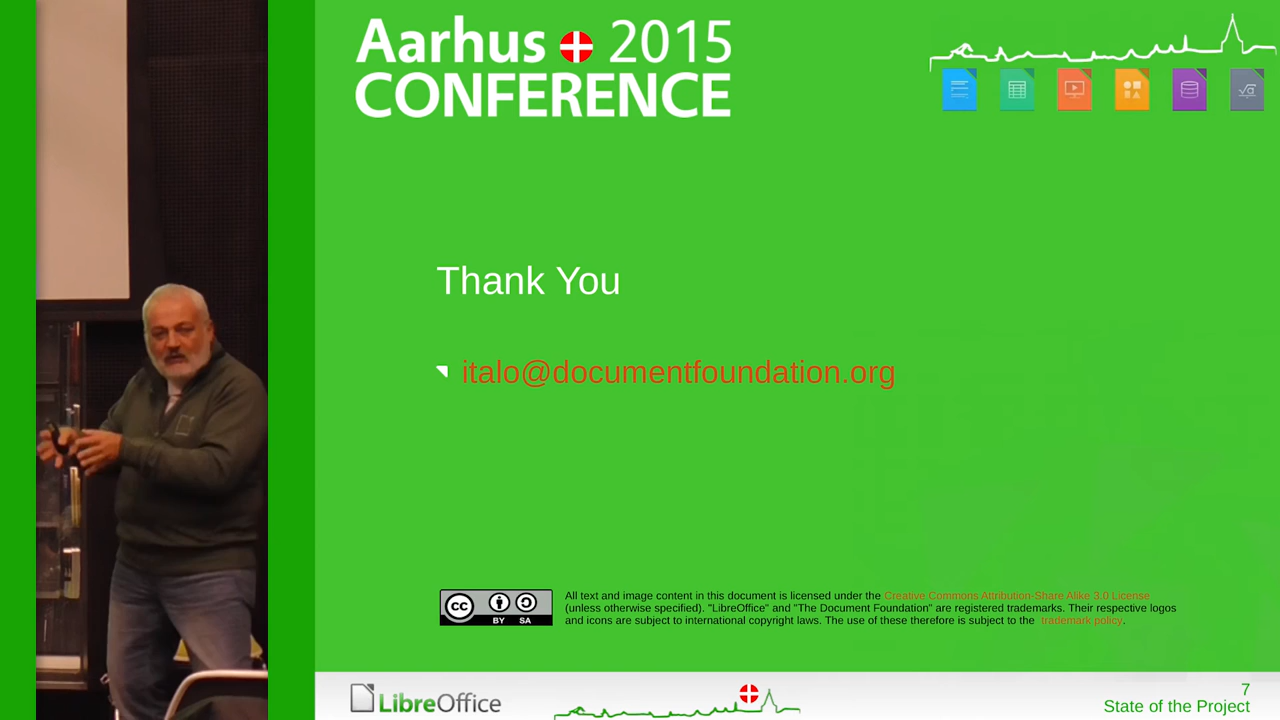 Aarhus 2015
CONFERENCE
Thank You
italo@documentfoundation.org
All text and image content in this document is licensed under the Creative Commons Attribution-Share Alike 3.0 License
(unless otherwise specified). "LibreOffice" and "The Document Foundation" are registered trademarks. Their respective logos
and icons are subject to international copyright laws. The use of these therefore is subject to the trademark policy.
cc BY SA
LibreOffice
7
State of the Project